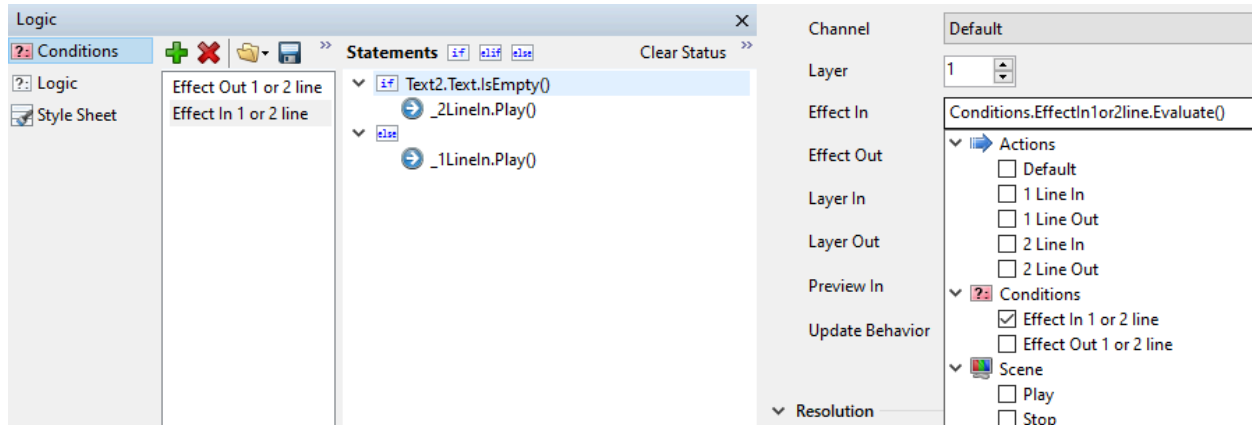 Logic
Conditions
Logic
Style Sheet
Effect Out 1 or 2 line
Effect In 1 or 2 line
Statements if elif else Clear Status
if Text2.Text.IsEmpty()
_2LineIn.Play()
else
_1LineIn.Play()
Channel Default
Layer 1
Effect In Conditions.EffectIn1or2line.Evaluate()
Effect Out
Layer In
Layer Out
Preview In
Update Behavior
Resolution
Actions
Default
1 Line In
1 Line Out
2 Line In
2 Line Out
?: Conditions
Effect In 1 or 2 line
Effect Out 1 or 2 line
Scene
Play
Stop